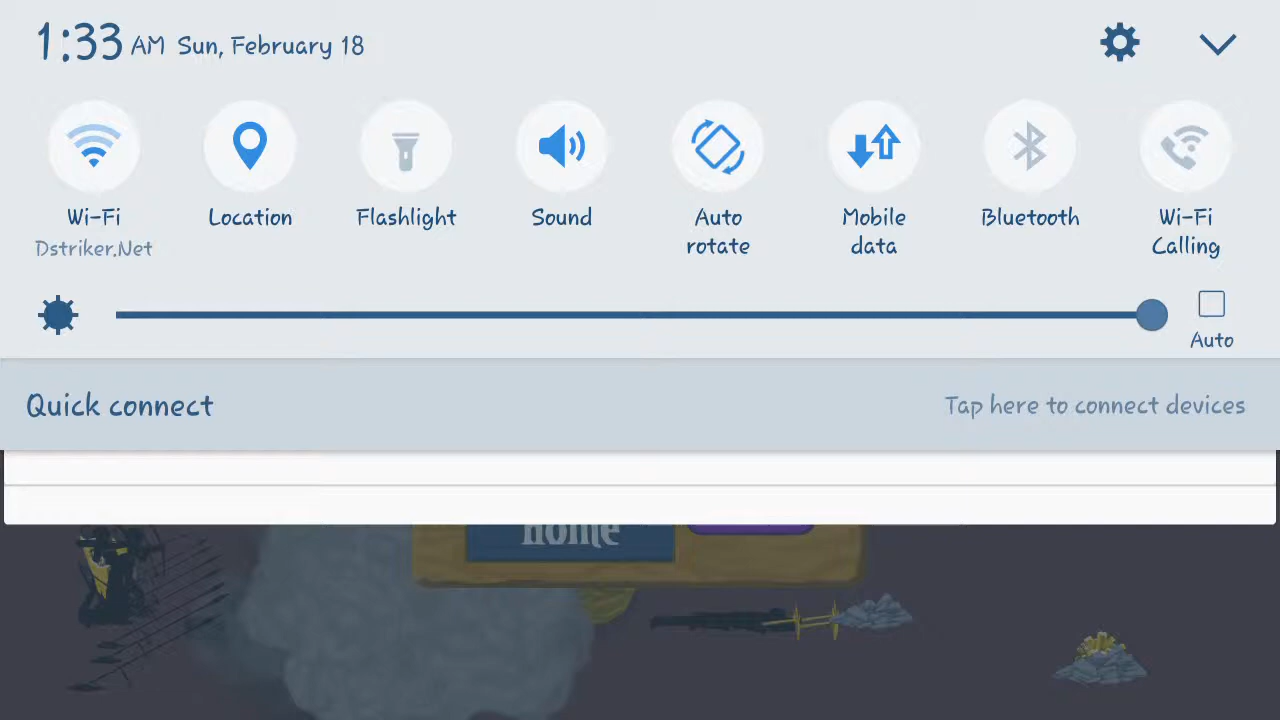 1:33 AM Sun, February 18
Wi-Fi
Dstriker.Net
Location
Flashlight
Sound
Auto
rotate
Mobile
data
Bluetooth
Wi-Fi
Calling
Auto
Quick connect
Tap here to connect devices
Home